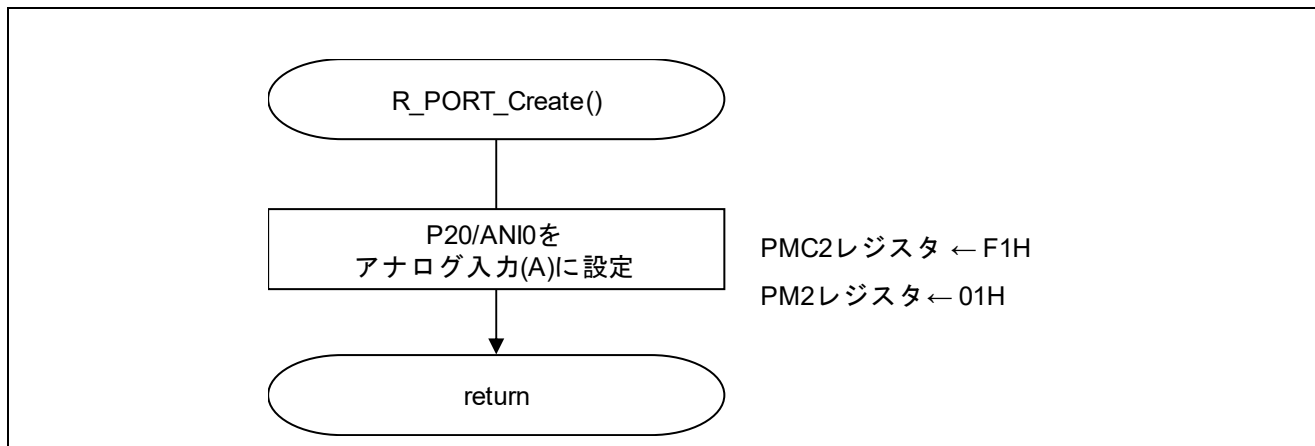 R_PORT_Create()
P20/ANI0を
アナログ入力(A)に設定
PMC2レジスタ ← F1H
PM2レジスタ← 01H
return